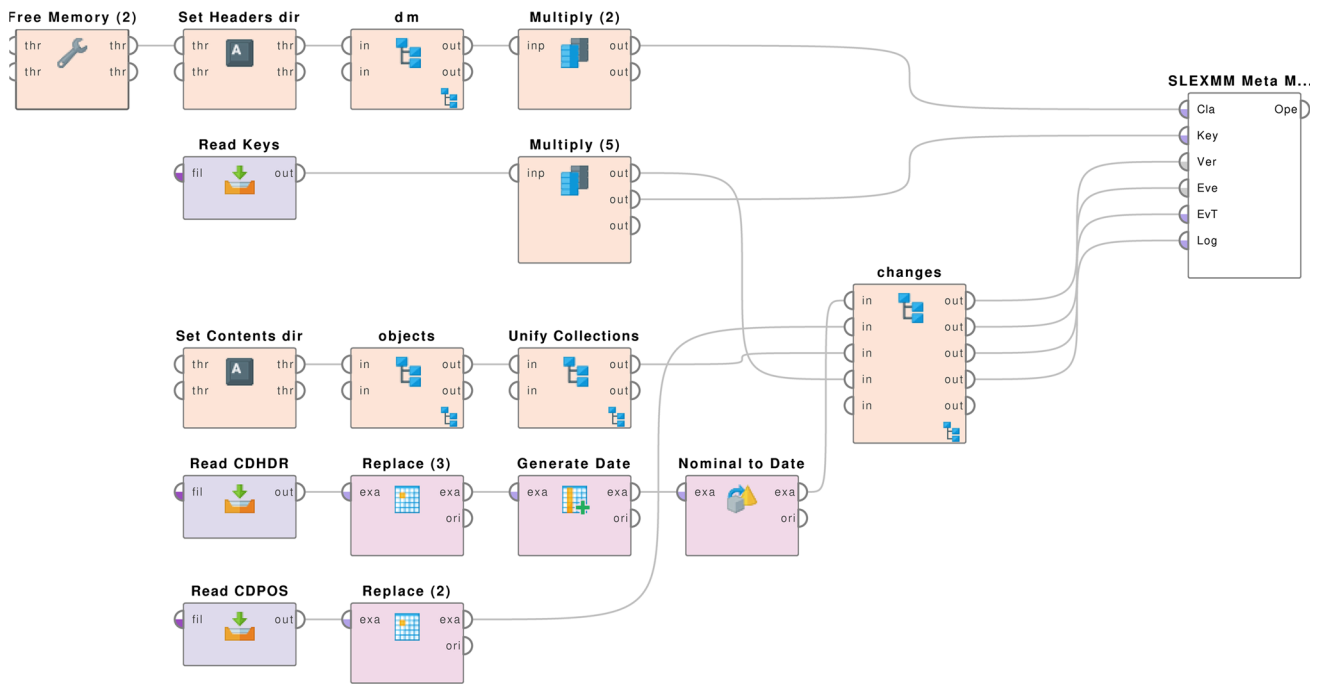 Free Memory (2) Set Headers dir dm Multiply (2)
thr thr thr thr in out inp out
thr thr thr thr in out out
SLEXMM Meta M...
Cla Ope
Read Keys Multiply (5)
Key
Ver
fil out inp out
Eve
out
EvT
out
Log
changes
in out
in out
Set Contents dir objects Unify Collections
in out
thr thr in out in out
in out
thr thr in out in out
in out
Read CDHDR Replace (3) Generate Date Nominal to Date
fil out exa exa exa exa exa exa
ori ori ori
Read CDPOS Replace (2)
fil out exa exa
ori